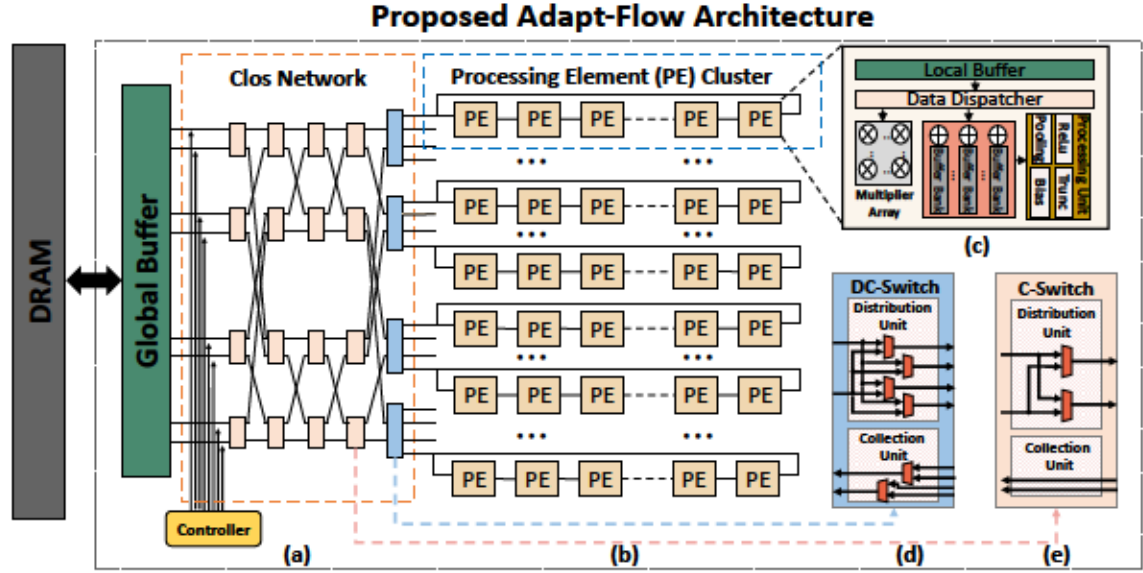 Proposed Adapt-Flow Architecture
DRAM
Global Buffer
Clos Network
Controller
(a)
Processing Element (PE) Cluster
PE PE PE PE PE
...
PE PE PE PE PE
...
PE PE PE PE PE
PE PE PE PE PE
...
PE PE PE PE PE
...
PE PE PE PE PE
(b)
Local Buffer
Data Dispatcher
Multiplier
Array
Buffer Bank
Buffer Bank
Buffer Bank
Pooling
Relu
Bias
Trunc
Processing Unit
(c)
DC-Switch
Distribution
Unit
Collection
Unit
(d)
C-Switch
Distribution
Unit
Collection
Unit
(e)